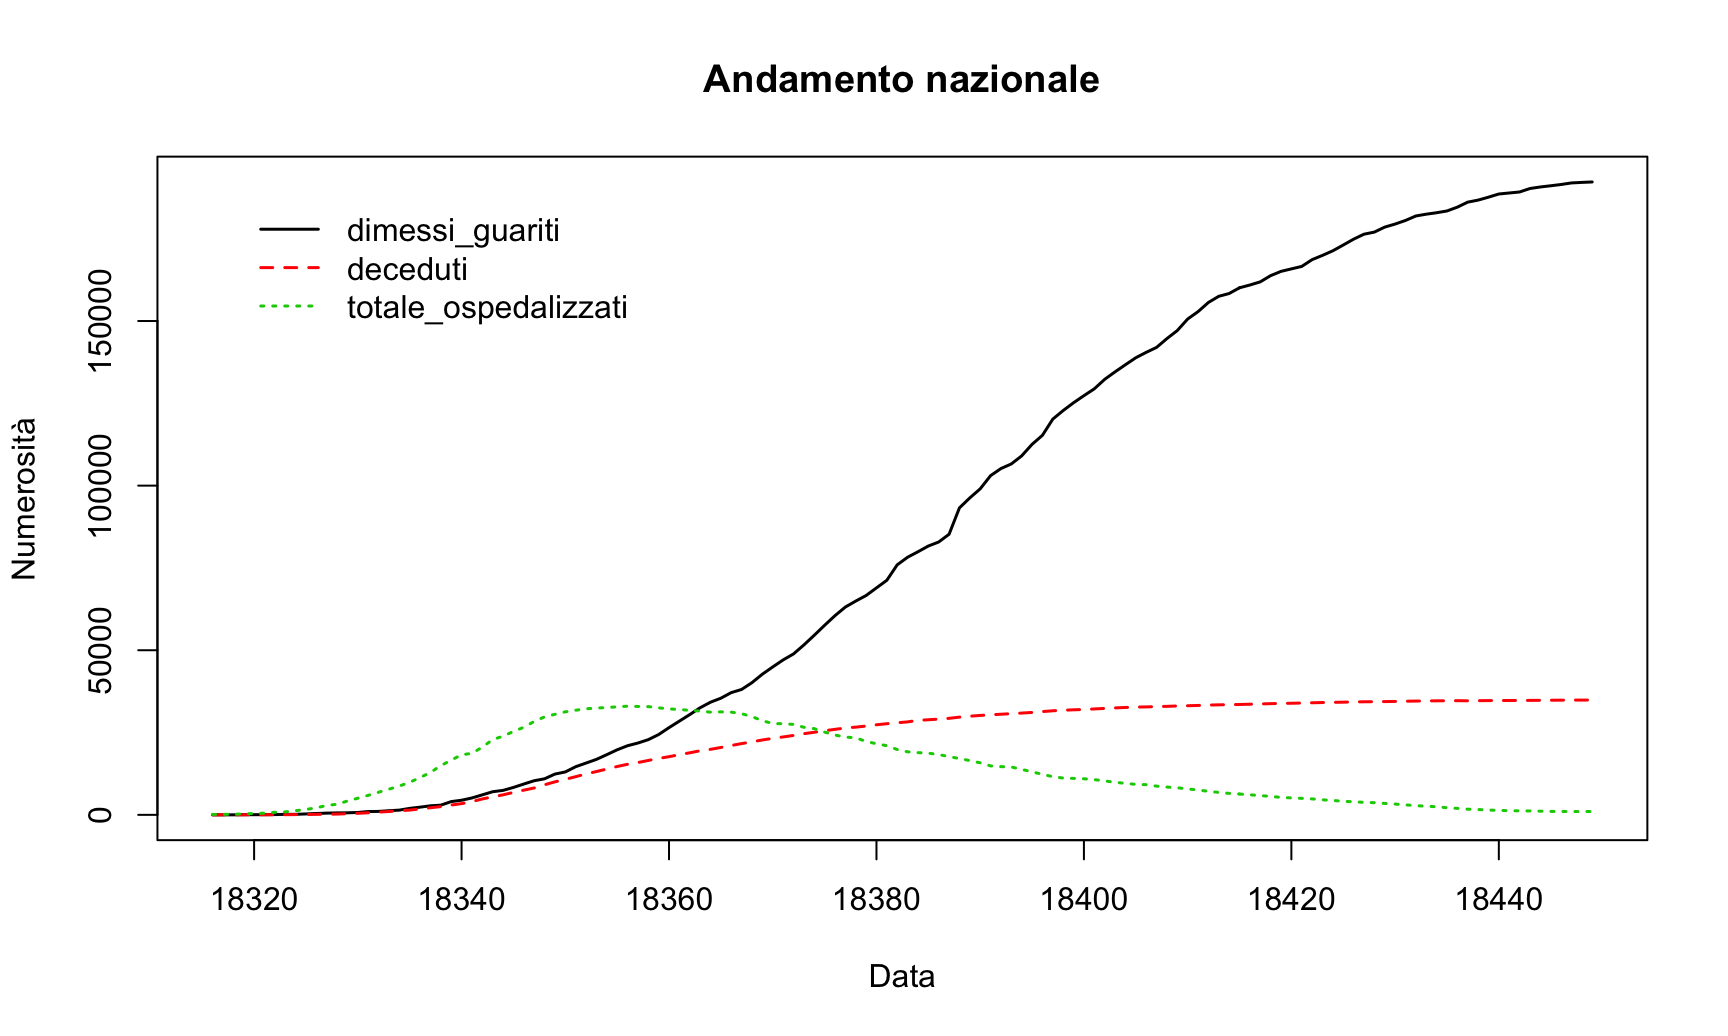 Andamento nazionale
dimessi_guariti
deceduti
totale_ospedalizzati
Numerosità
150000
100000
50000
0
18320 18340 18360 18380 18400 18420 18440
Data